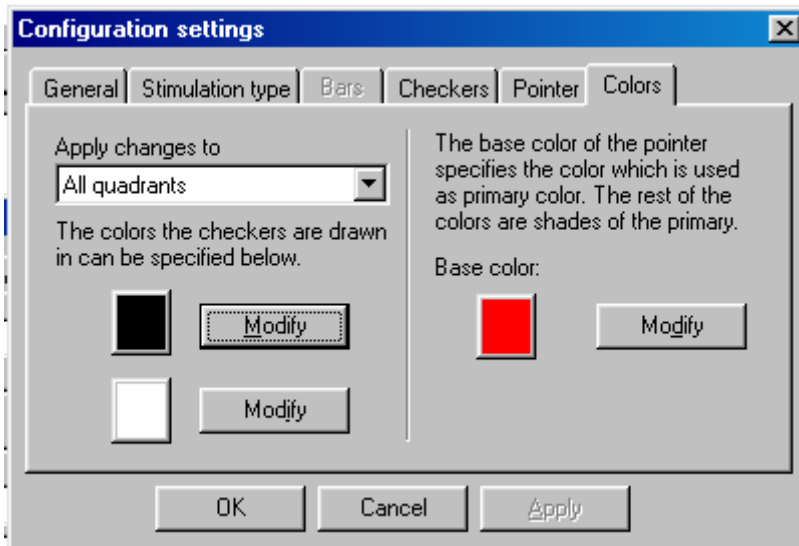 Configuration settings
General Stimulation type Bars Checkers Pointer Colors
Apply changes to
All quadrants
The colors the checkers are drawn
in can be specified below.
Modify
Modify
The base color of the pointer
specifies the color which is used
as primary color. The rest of the
colors are shades of the primary.
Base color:
Modify
OK Cancel Apply